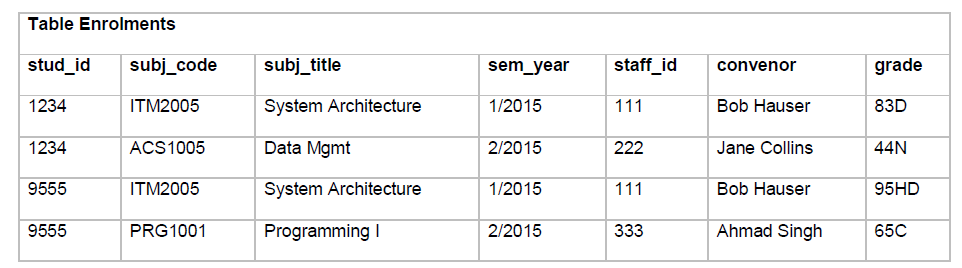 Table Enrolments
stud_id subj_code subj_title sem_year staff_id convenor grade
1234 ITM2005 System Architecture 1/2015 111 Bob Hauser 83D
1234 ACS1005 Data Mgmt 2/2015 222 Jane Collins 44N
9555 ITM2005 System Architecture 1/2015 111 Bob Hauser 95HD
9555 PRG1001 Programming I 2/2015 333 Ahmad Singh 65C